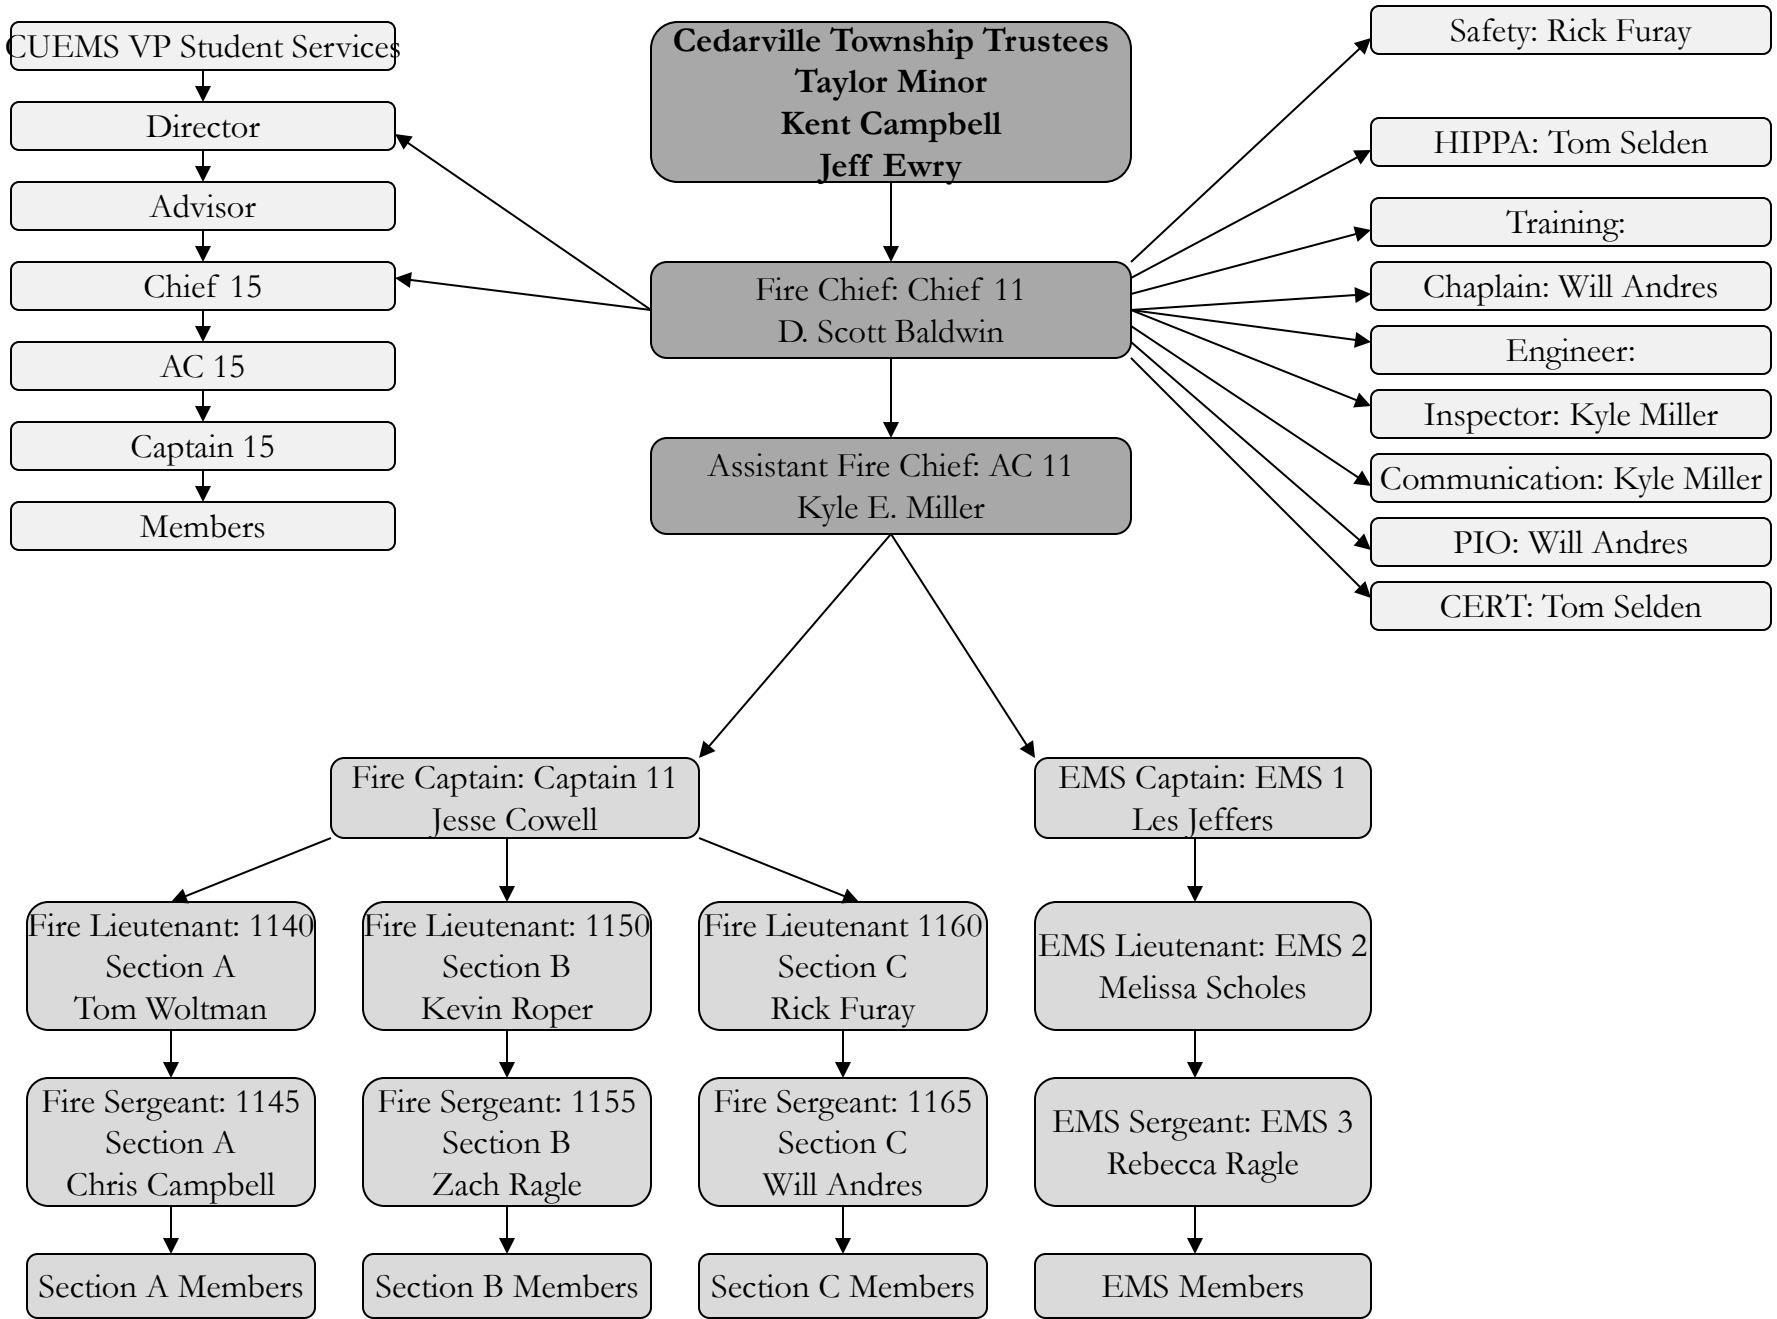 CUEMS VP Student Services
Director
Advisor
Chief 15
AC 15
Captain 15
Members
Cedarville Township Trustees
Taylor Minor
Kent Campbell
Jeff Ewry
Fire Chief: Chief 11
D. Scott Baldwin
Assistant Fire Chief: AC 11
Kyle E. Miller
Safety: Rick Furay
HIPPA: Tom Selden
Training:
Chaplain: Will Andres
Engineer:
Inspector: Kyle Miller
Communication: Kyle Miller
PIO: Will Andres
CERT: Tom Selden
Fire Captain: Captain 11
Jesse Cowell
EMS Captain: EMS 1
Les Jeffers
Fire Lieutenant: 1140
Section A
Tom Woltman
Fire Lieutenant: 1150
Section B
Kevin Roper
Fire Lieutenant 1160
Section C
Rick Furay
EMS Lieutenant: EMS 2
Melissa Scholes
Fire Sergeant: 1145
Section A
Chris Campbell
Fire Sergeant: 1155
Section B
Zach Ragle
Fire Sergeant: 1165
Section C
Will Andres
EMS Sergeant: EMS 3
Rebecca Ragle
Section A Members
Section B Members
Section C Members
EMS Members